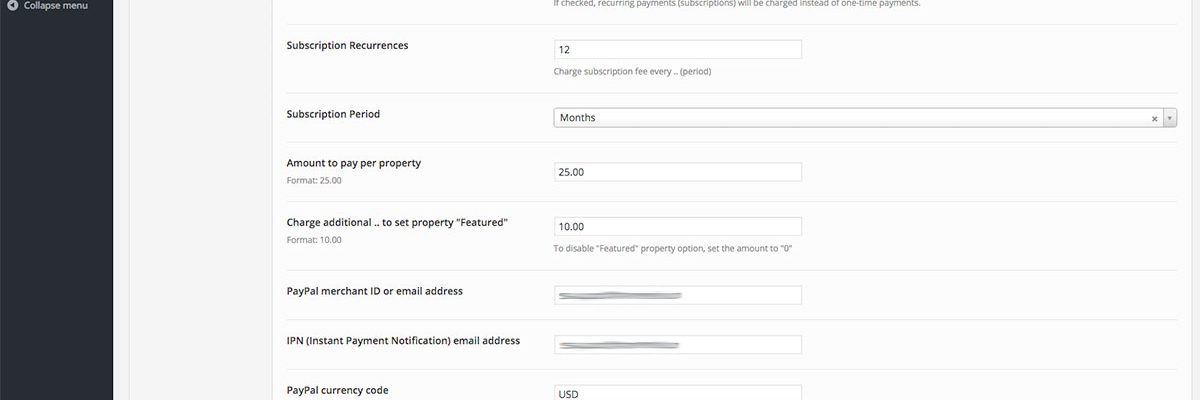 Collapse menu
If checked, recurring payments (subscriptions) will be charged instead of one-time payments.
Subscription Recurrences
12
Charge subscription fee every .. (period)
Subscription Period
Months
Amount to pay per property
Format: 25.00
25.00
Charge additional .. to set property "Featured"
Format: 10.00
10.00
To disable "Featured" property option, set the amount to "0"
PayPal merchant ID or email address
IPN (Instant Payment Notification) email address
PayPal currency code
USD